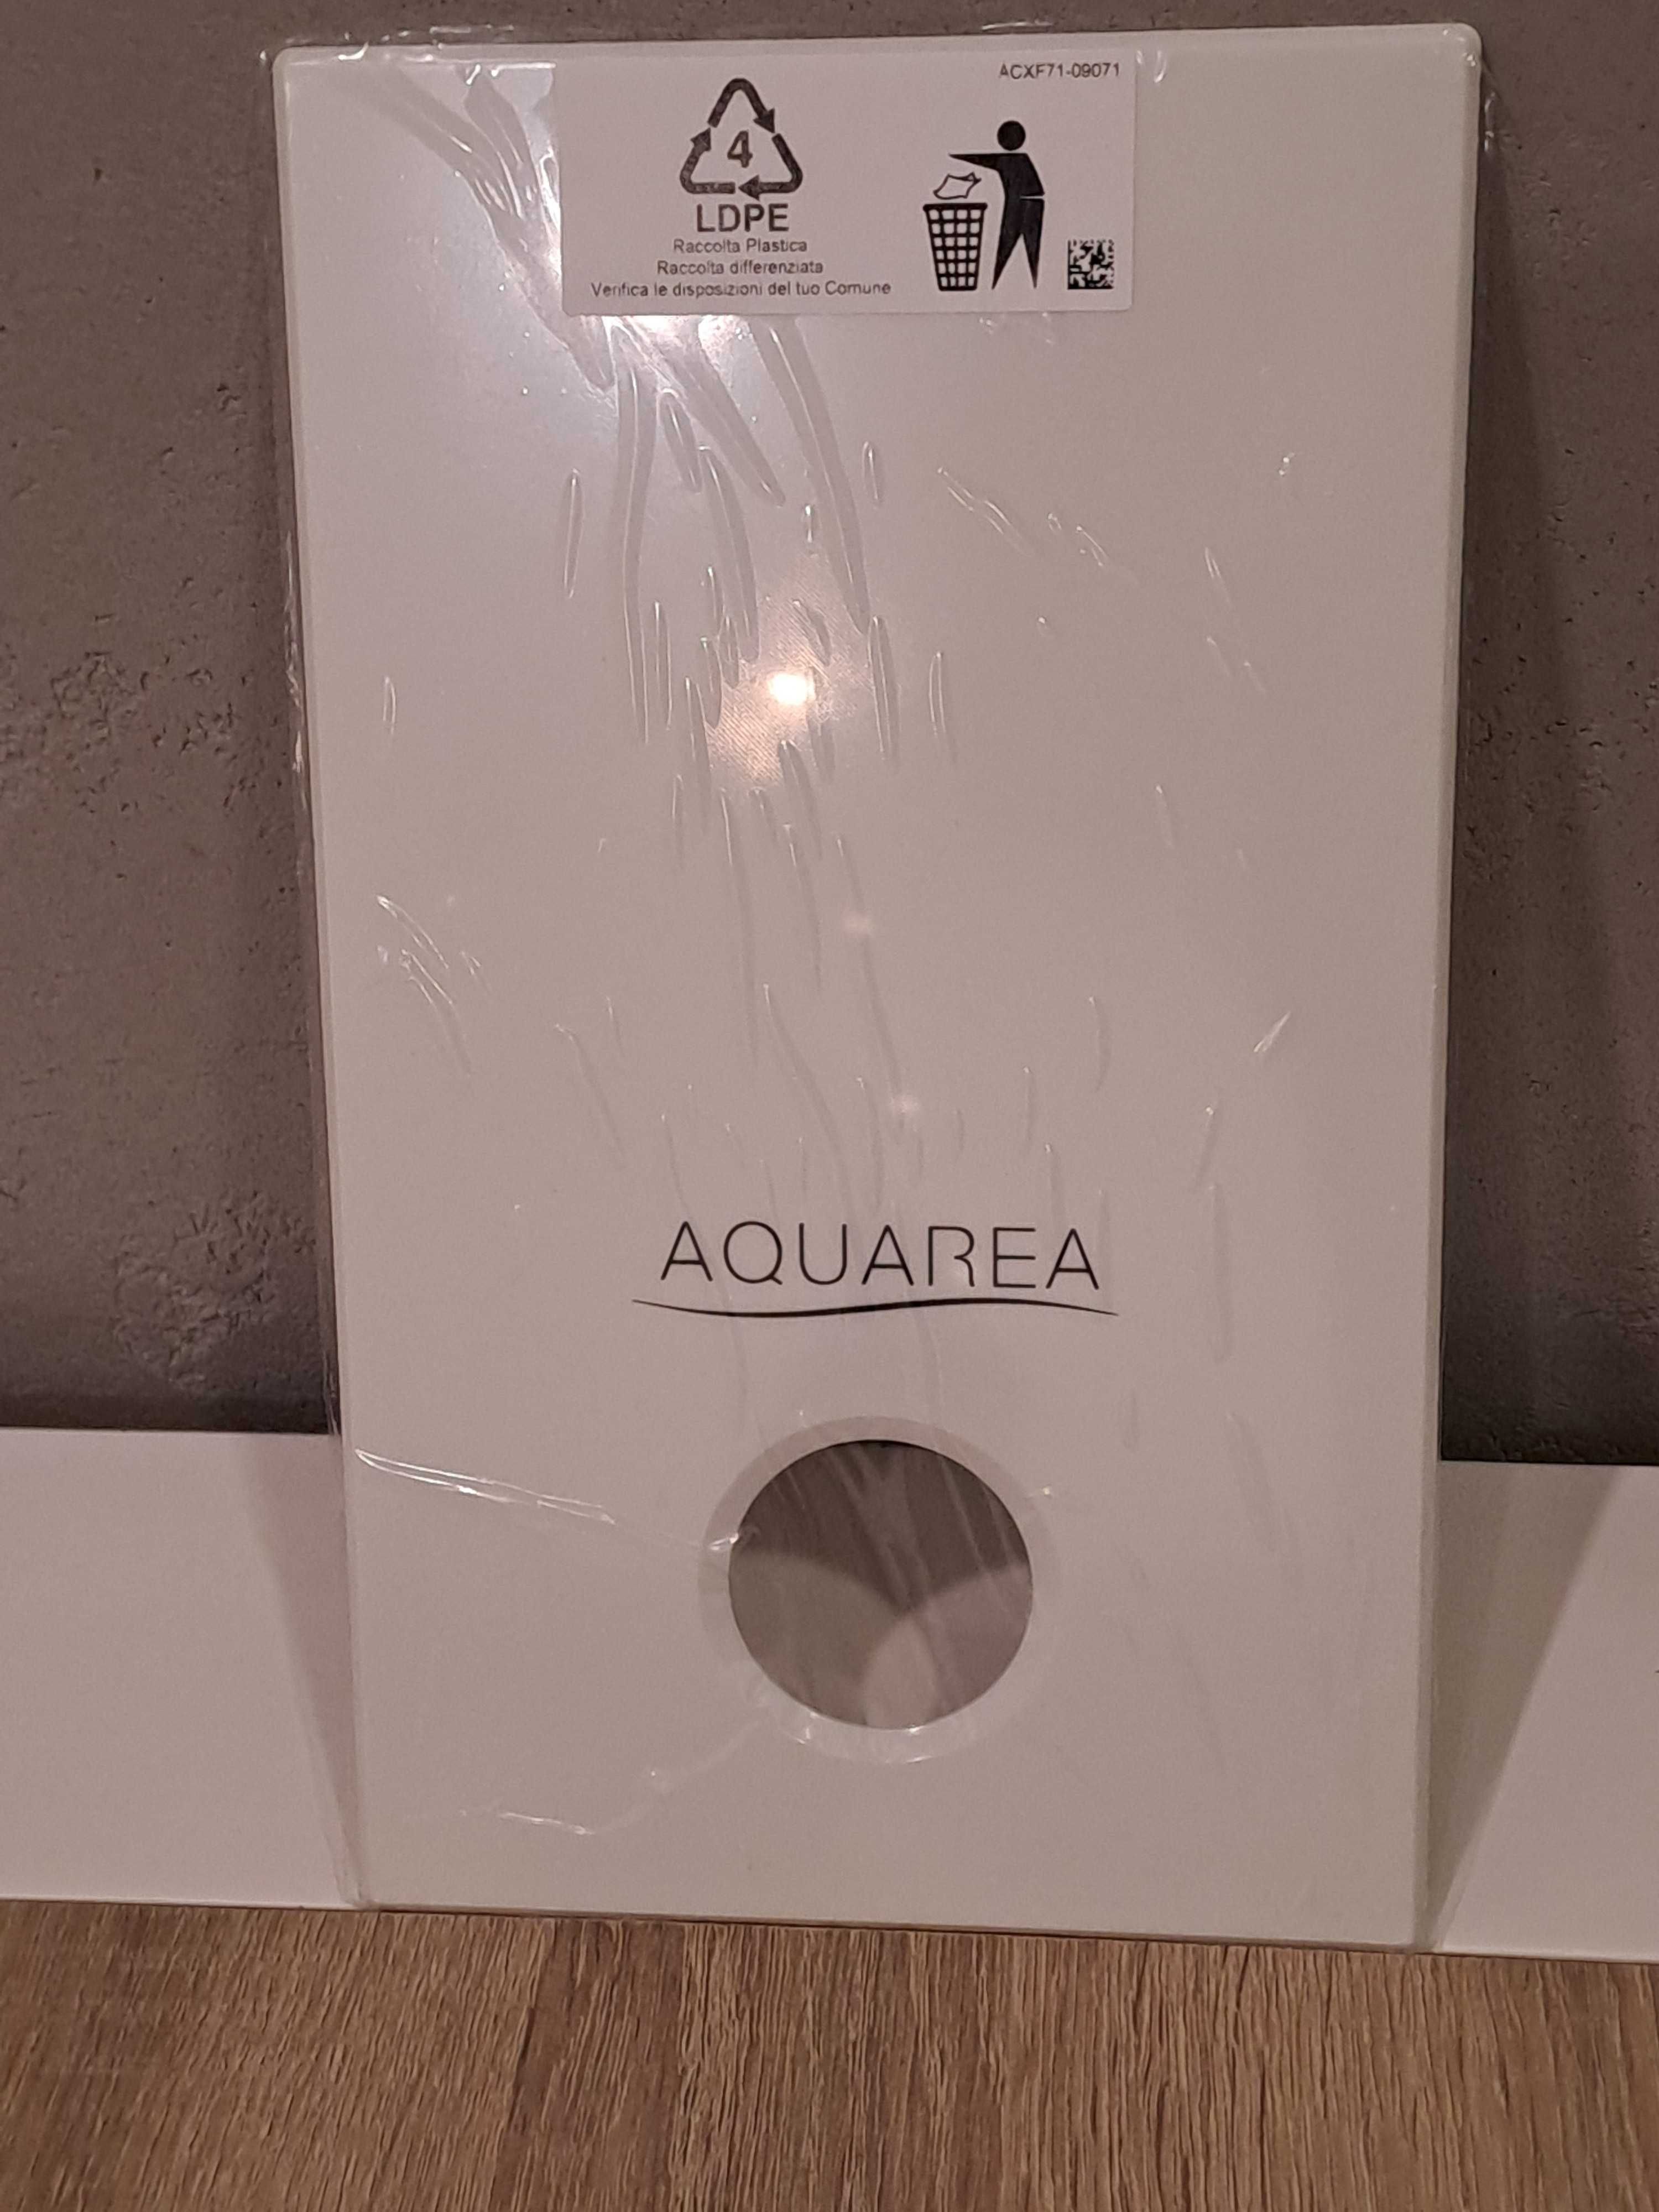 ACXF71-09071
4
LDPE
Raccolta Plastica
Raccolta differenziata
Verifica le disposizioni del tuo Comune
AQUAREA